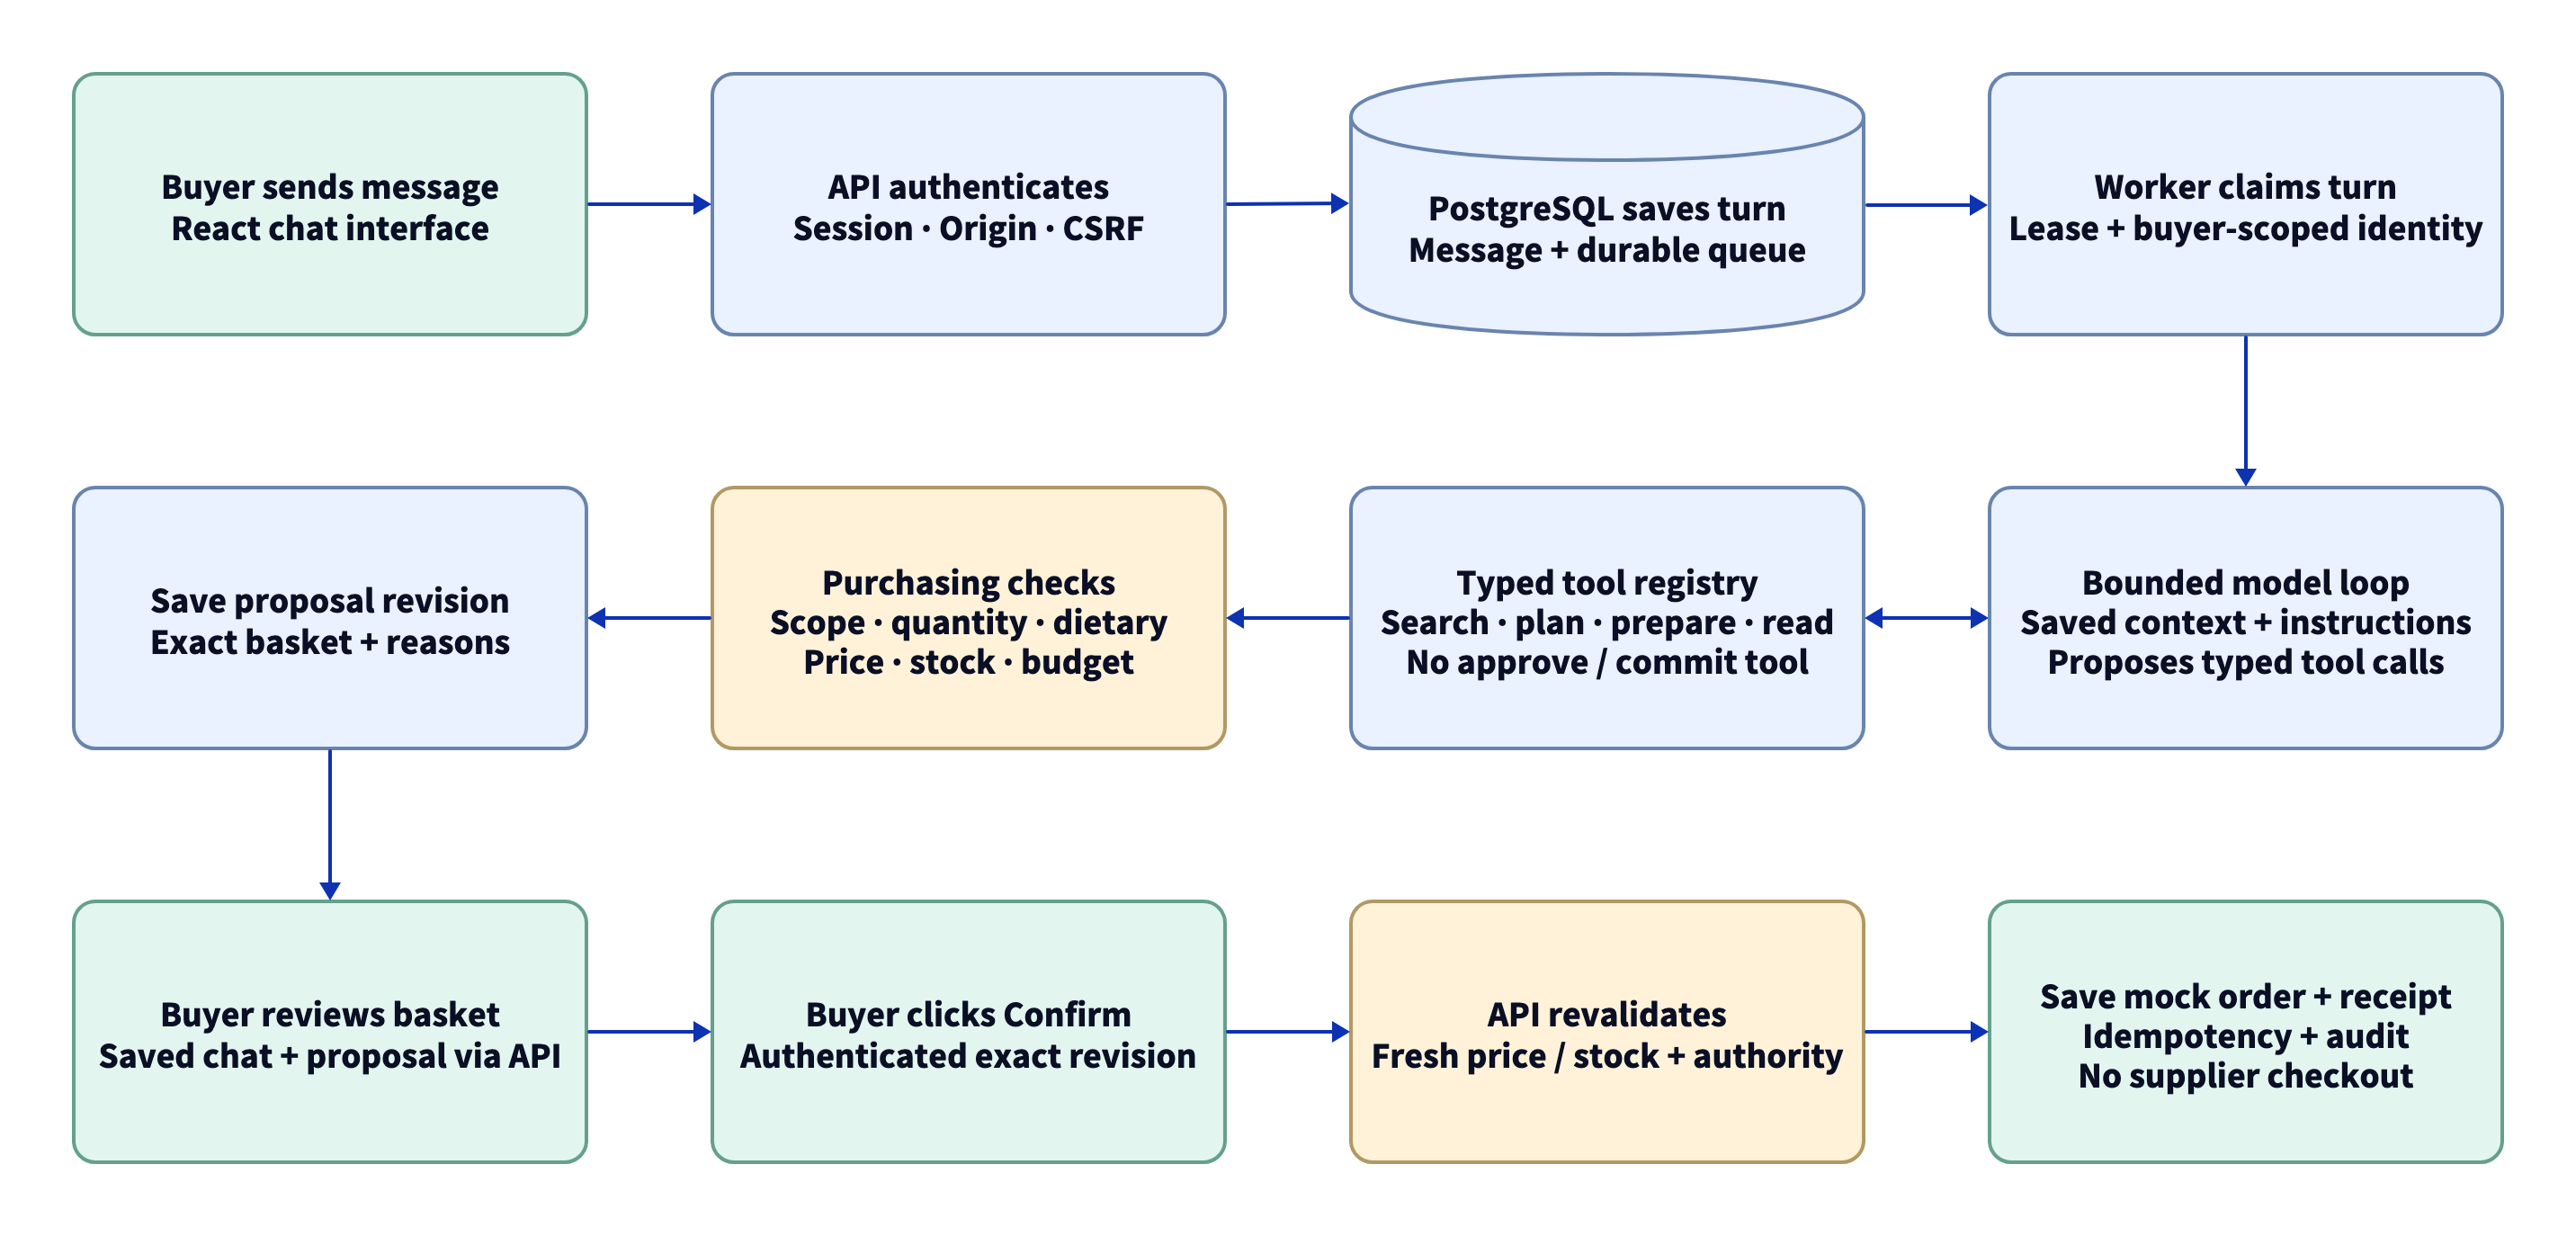 Buyer sends message
React chat interface
API authenticates
Session · Origin · CSRF
PostgreSQL saves turn
Message + durable queue
Worker claims turn
Lease + buyer-scoped identity
Save proposal revision
Exact basket + reasons
Purchasing checks
Scope · quantity · dietary
Price · stock · budget
Typed tool registry
Search · plan · prepare · read
No approve / commit tool
Bounded model loop
Saved context + instructions
Proposes typed tool calls
Buyer reviews basket
Saved chat + proposal via API
Buyer clicks Confirm
Authenticated exact revision
API revalidates
Fresh price / stock + authority
Save mock order + receipt
Idempotency + audit
No supplier checkout